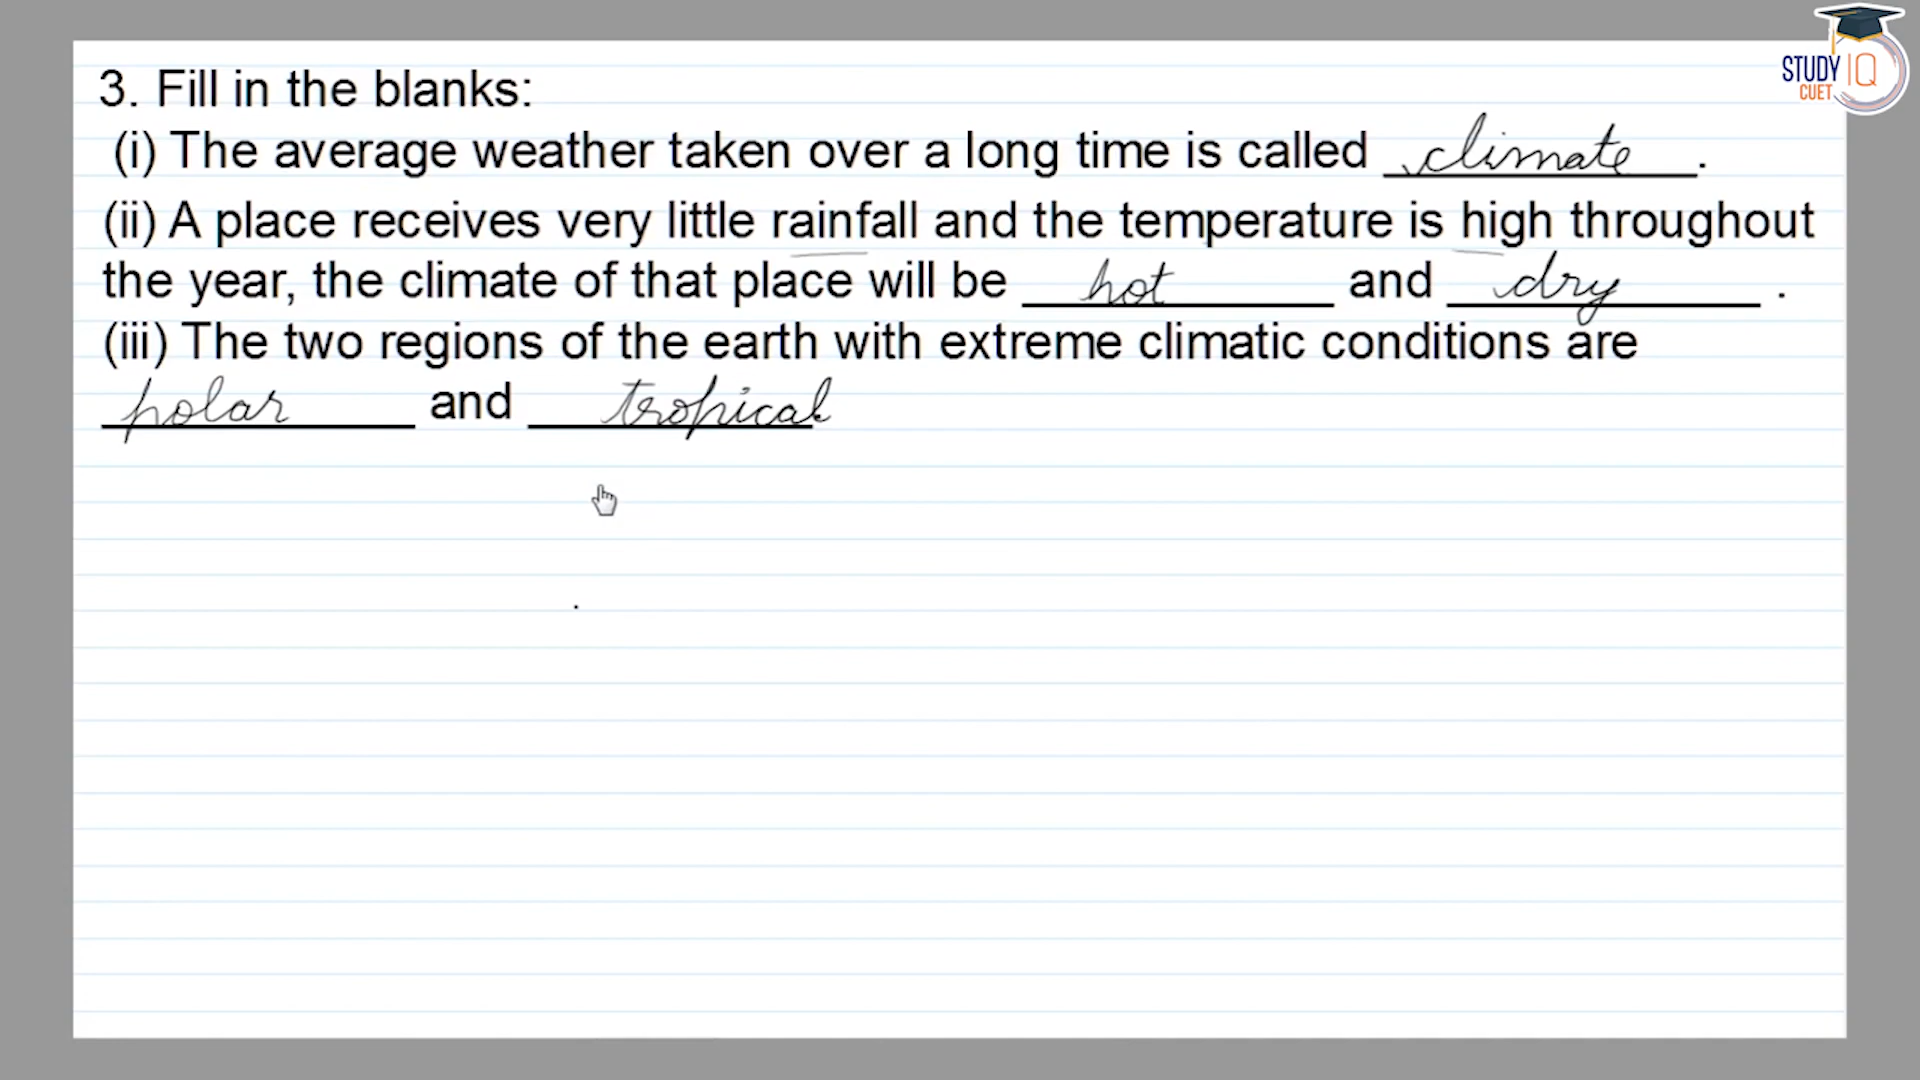 STUDY IQ
CUET
3. Fill in the blanks:
(i) The average weather taken over a long time is called climate.
(ii) A place receives very little rainfall and the temperature is high throughout
the year, the climate of that place will be hot and dry.
(iii) The two regions of the earth with extreme climatic conditions are
polar and tropical.